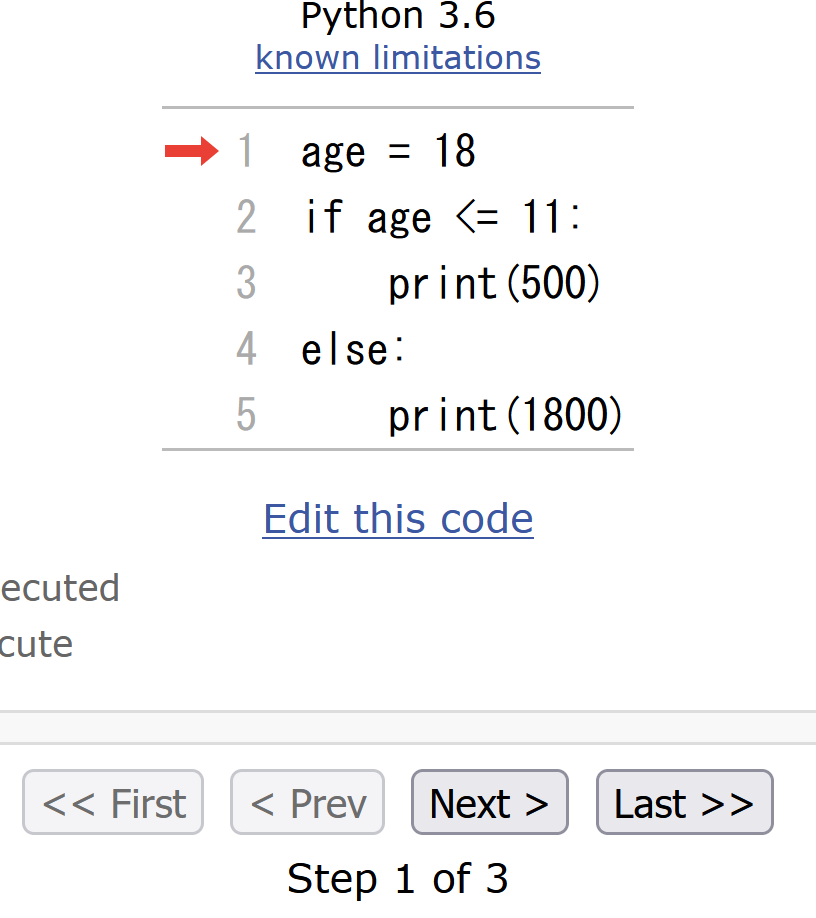 Python 3.6
known limitations
1 age = 18
2 if age <= 11:
3     print(500)
4 else:
5     print(1800)
Edit this code
ecuted
cute
<< First < Prev Next > Last >>
Step 1 of 3